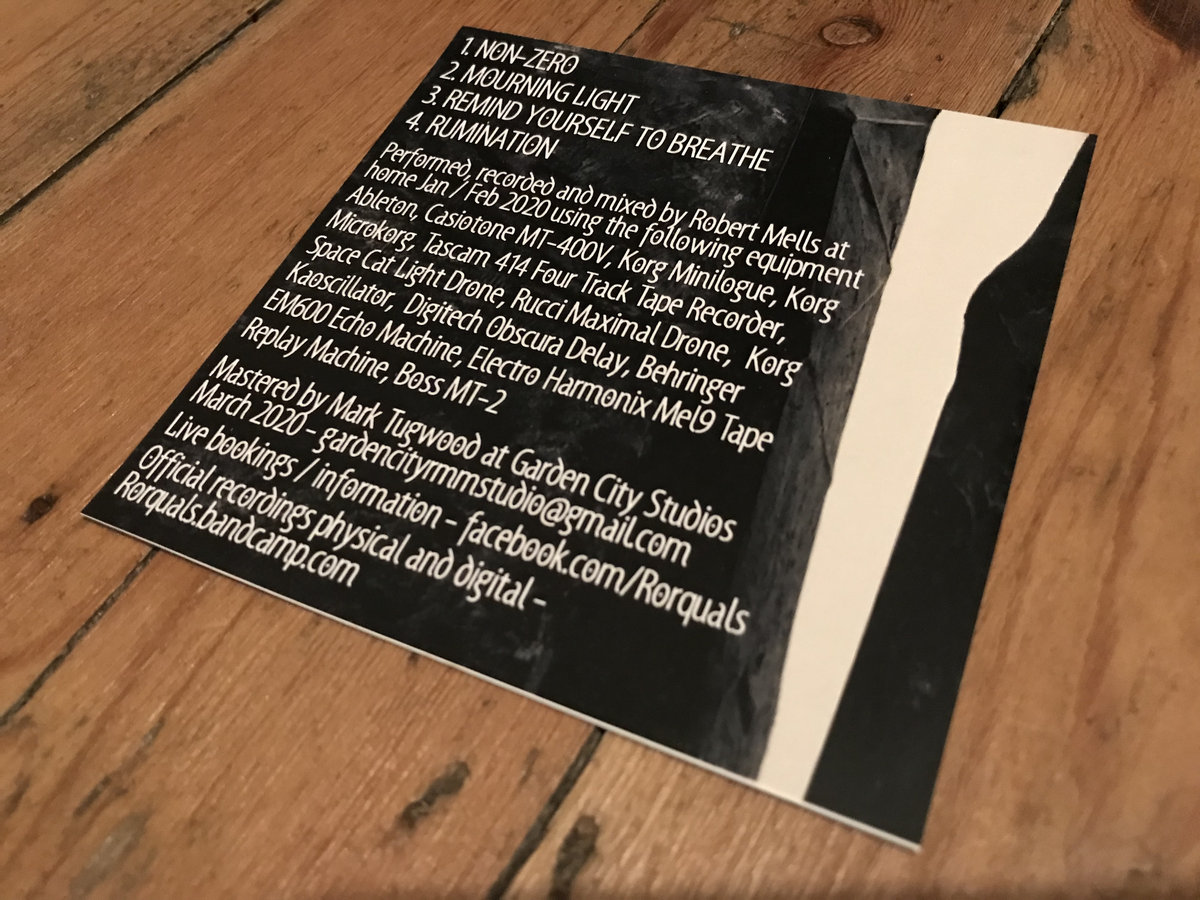 1. NON-ZERO
2. MOURNING LIGHT
3. REMIND YOURSELF TO BREATHE
4. RUMINATION
Performed, recorded and mixed by Robert Mells at
home Jan / Feb 2020 using the following equipment
Ableton, Casiotone MT-400V, Korg Minilogue, Korg
Microkorg, Tascam 414 Four Track Tape Recorder,
Space Cat Light Drone, Rucci Maximal Drone, Korg
Kaoscillator, Digitech Obscura Delay, Behringer
EM600 Echo Machine, Electro Harmonix Mel9 Tape
Replay Machine, Boss MT-2
Mastered by Mark Tugwood at Garden City Studios
March 2020 - gardencityrmmstudio@gmail.com
Live bookings / information - facebook.com/Rorquals
Official recordings physical and digital -
Rorquals.bandcamp.com